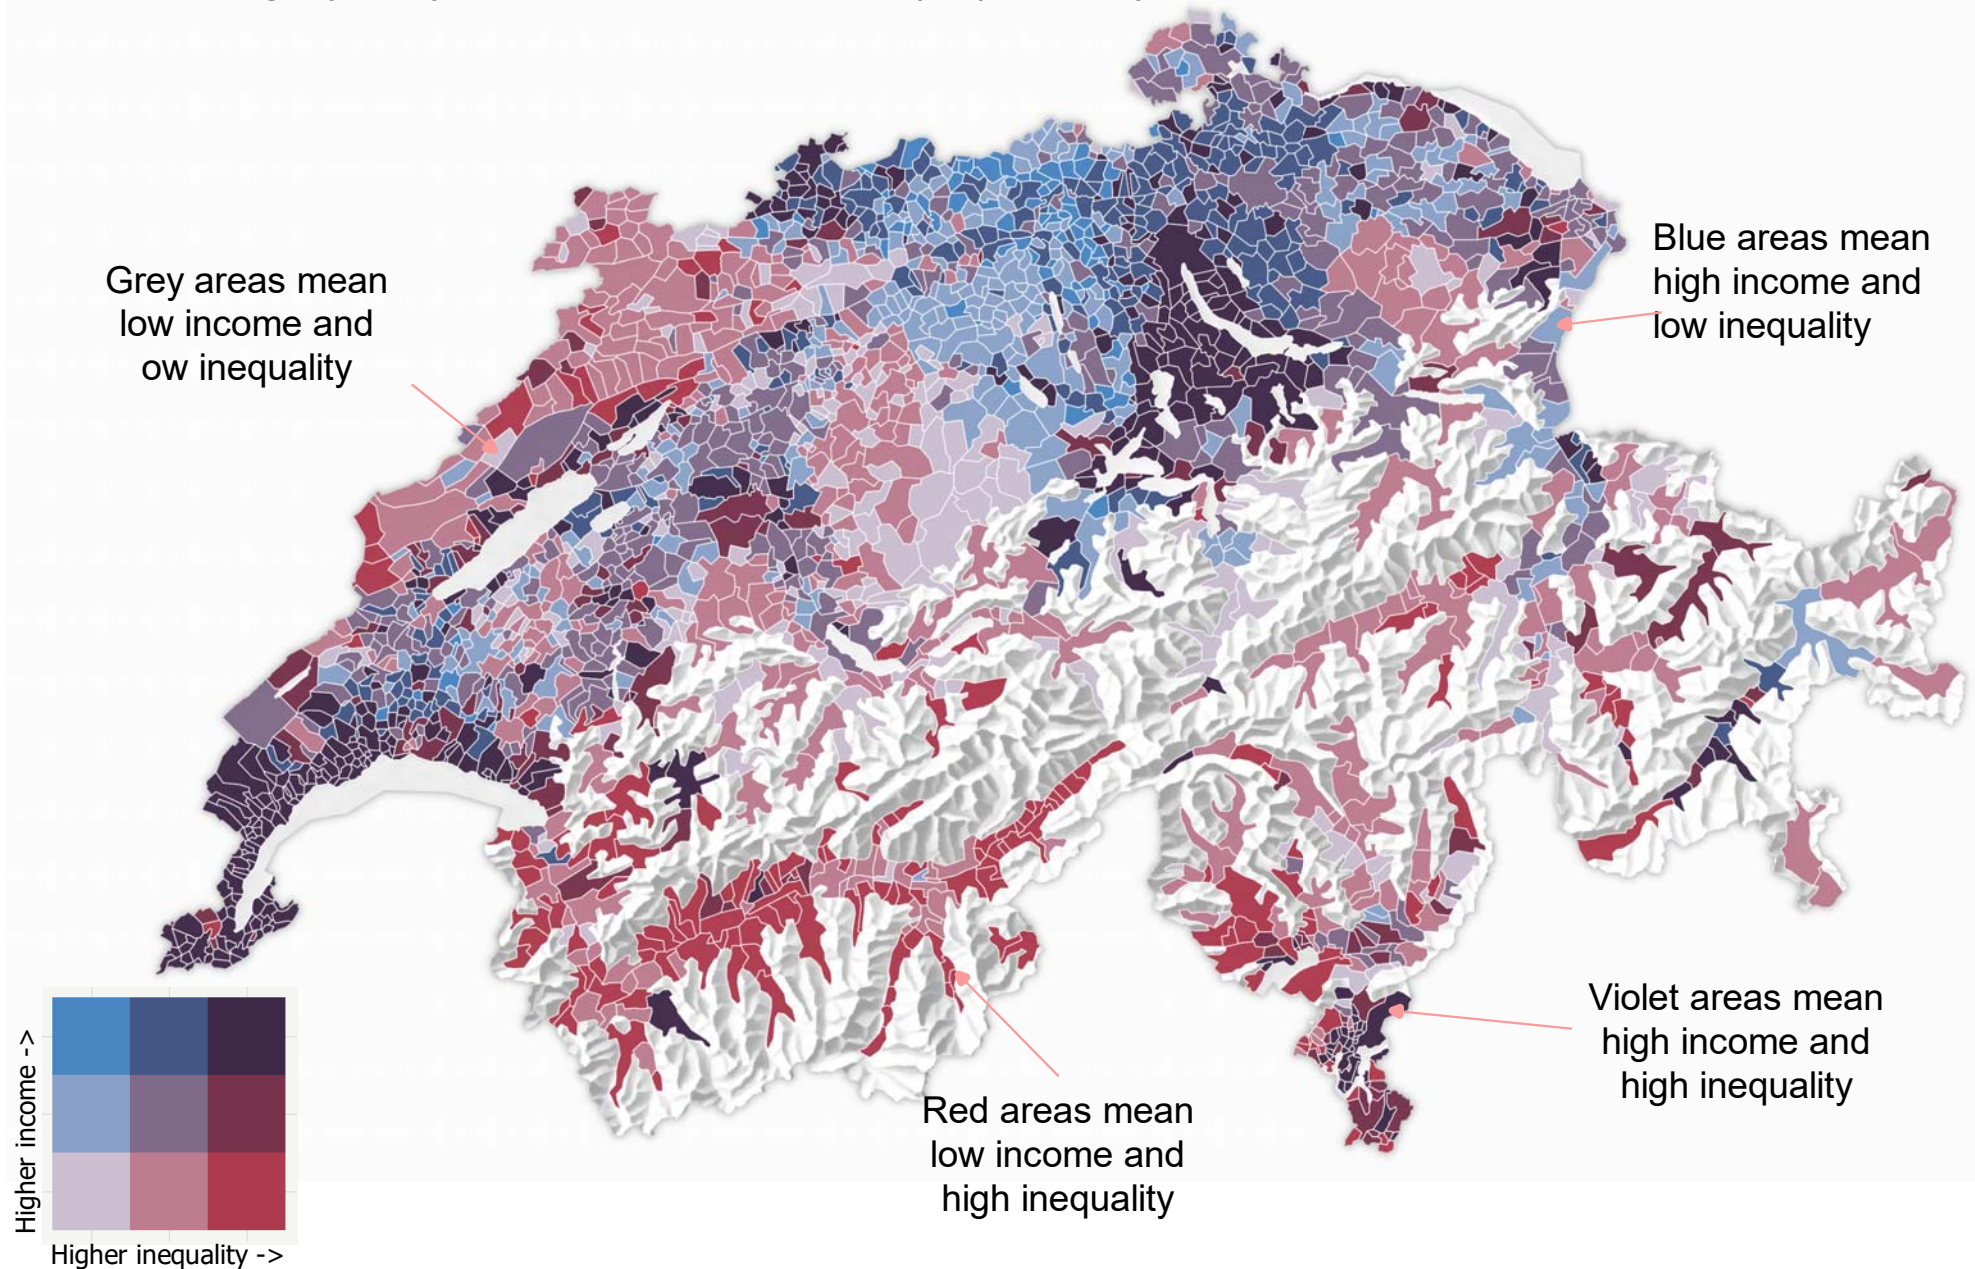 Grey areas mean
low income and
ow inequality
Blue areas mean
high income and
low inequality
Violet areas mean
high income and
high inequality
Red areas mean
low income and
high inequality
Higher income ->
Higher inequality ->